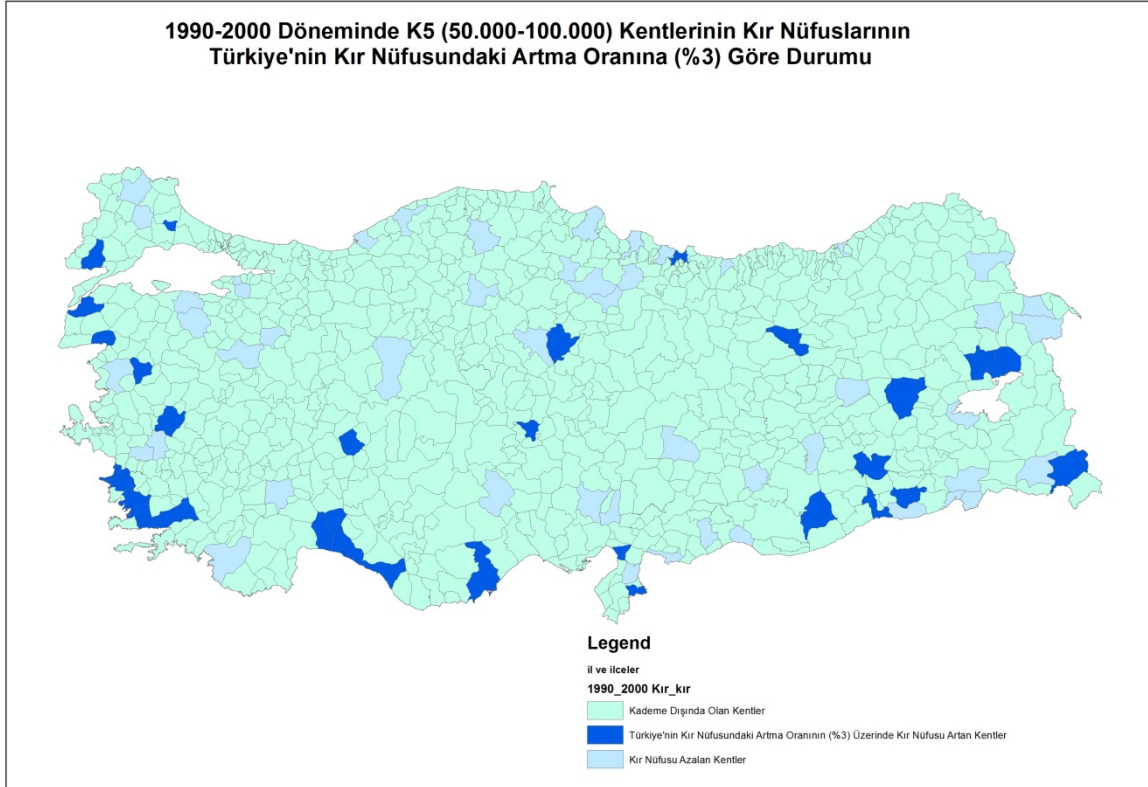 1990-2000 Döneminde K5 (50.000-100.000) Kentlerinin Kır Nüfuslarının
Türkiye'nin Kır Nüfusundaki Artma Oranına (%3) Göre Durumu
Legend
il ve ilceler
1990_2000 Kır_kır
Kademe Dışında Olan Kentler
Türkiye'nin Kır Nüfusundaki Artma Oranının (%3) Üzerinde Kır Nüfusu Artan Kentler
Kır Nüfusu Azalan Kentler